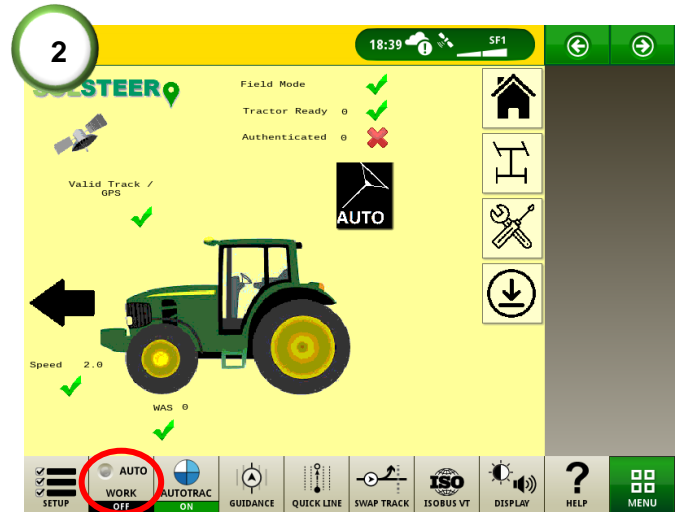 2
18:39
SF1
STEER
Field Mode
Tractor Ready 0
Authenticated 0
Valid Track /
GPS
AUTO
Speed 2.0
WAS 0
SETUP
AUTO
WORK
OFF
AUTOTRAC
ON
GUIDANCE
QUICK LINE
SWAP TRACK
ISO
ISOBUS VT
DISPLAY
?
HELP
MENU